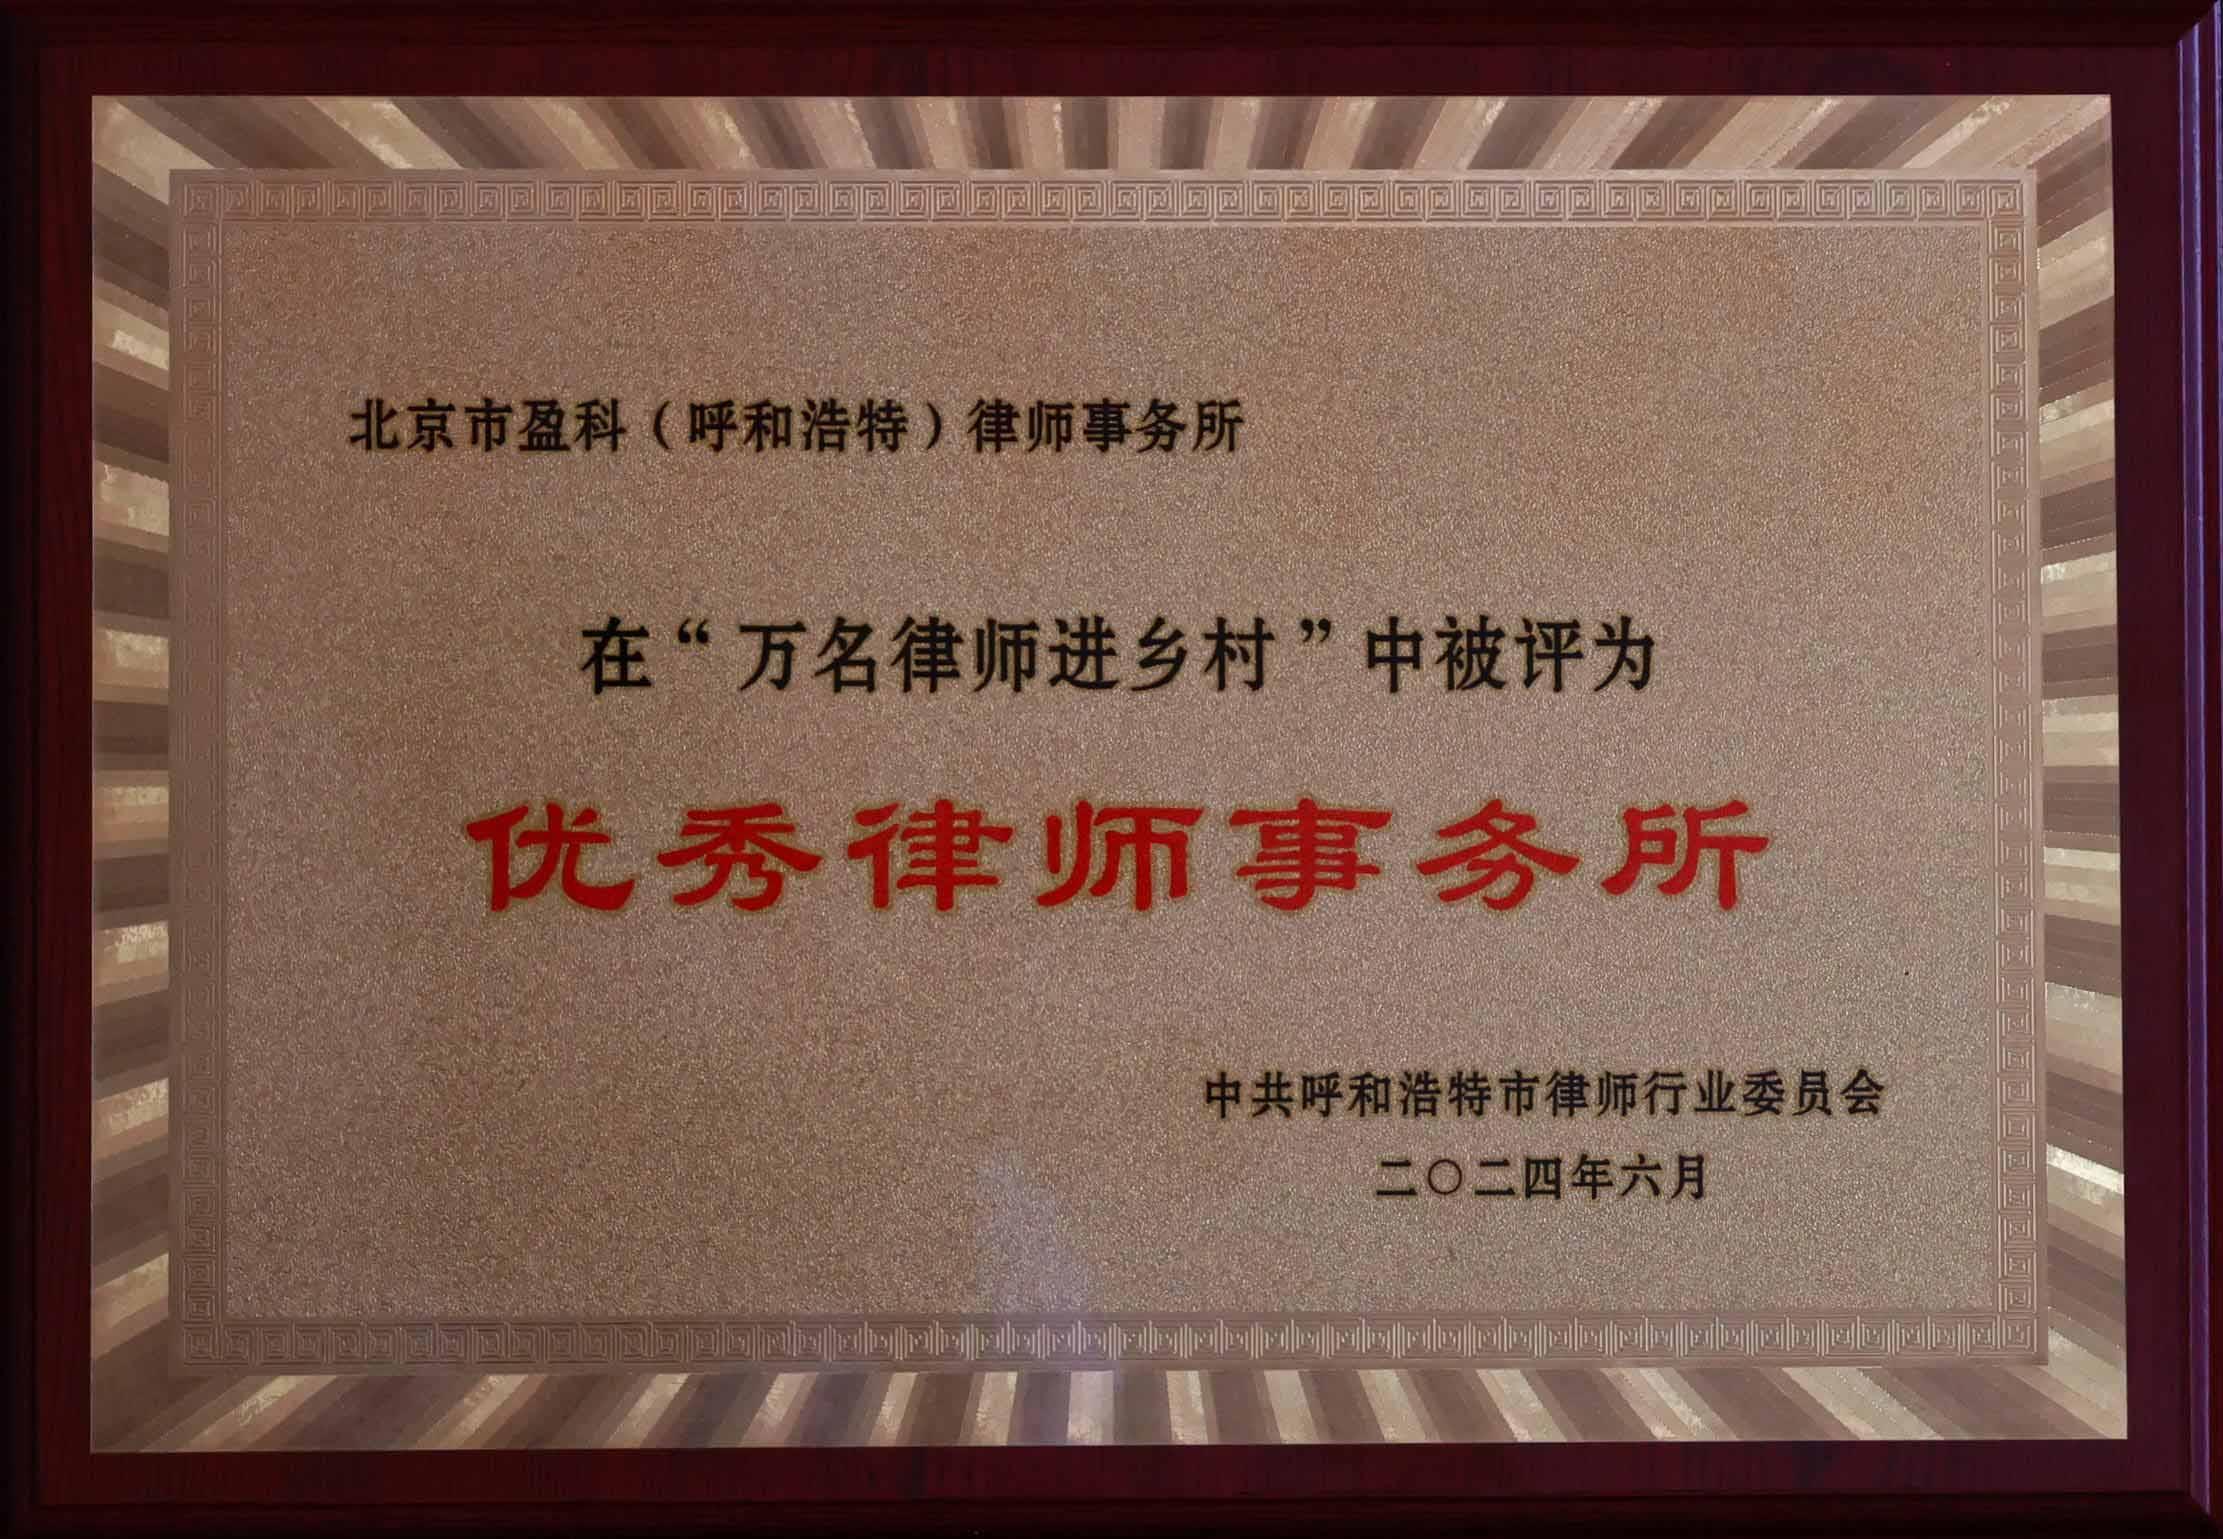 北京市盈科（呼和浩特）律师事务所
在“万名律师进乡村”中被评为
优秀律师事务所
中共呼和浩特市律师行业委员会
二〇二四年六月